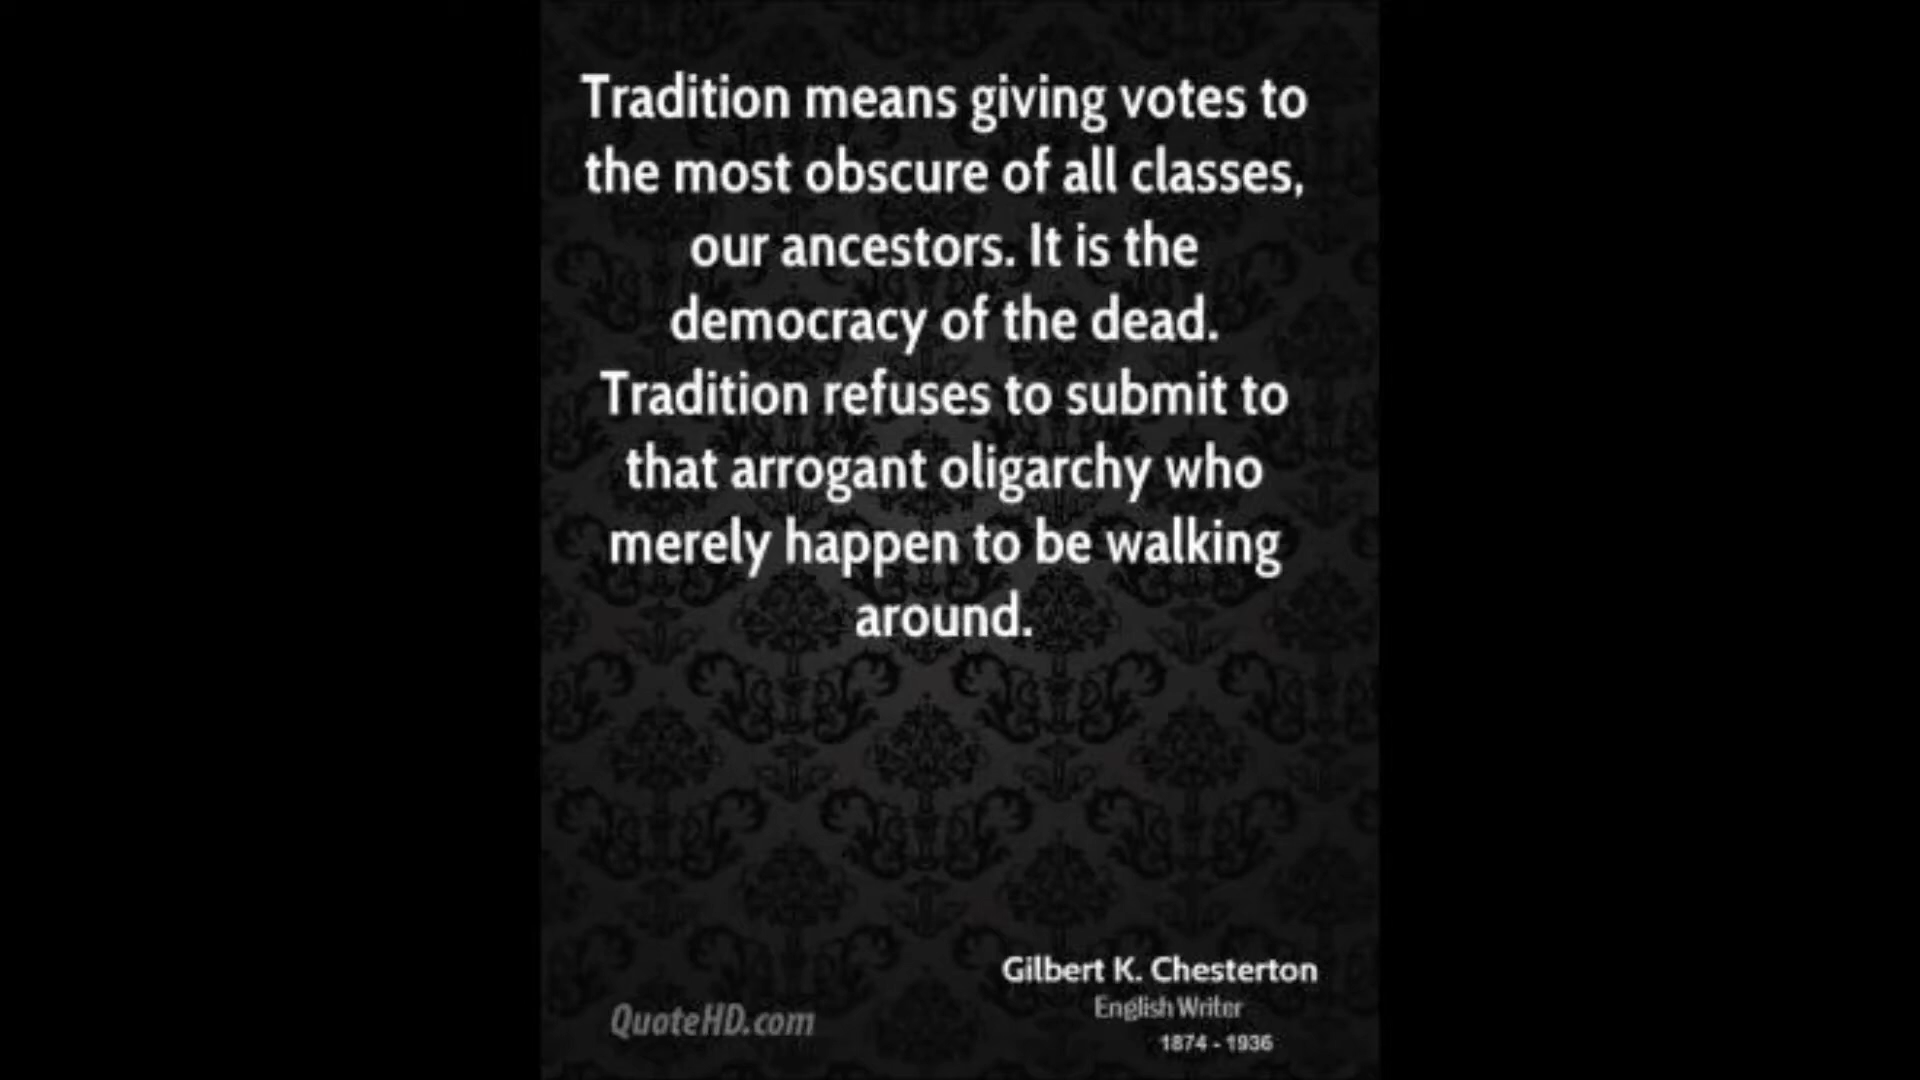 Tradition means giving votes to
the most obscure of all classes,
our ancestors. It is the
democracy of the dead.
Tradition refuses to submit to
that arrogant oligarchy who
merely happen to be walking
around.
Gilbert K. Chesterton
English Writer
1874 - 1936
QuoteHD.com